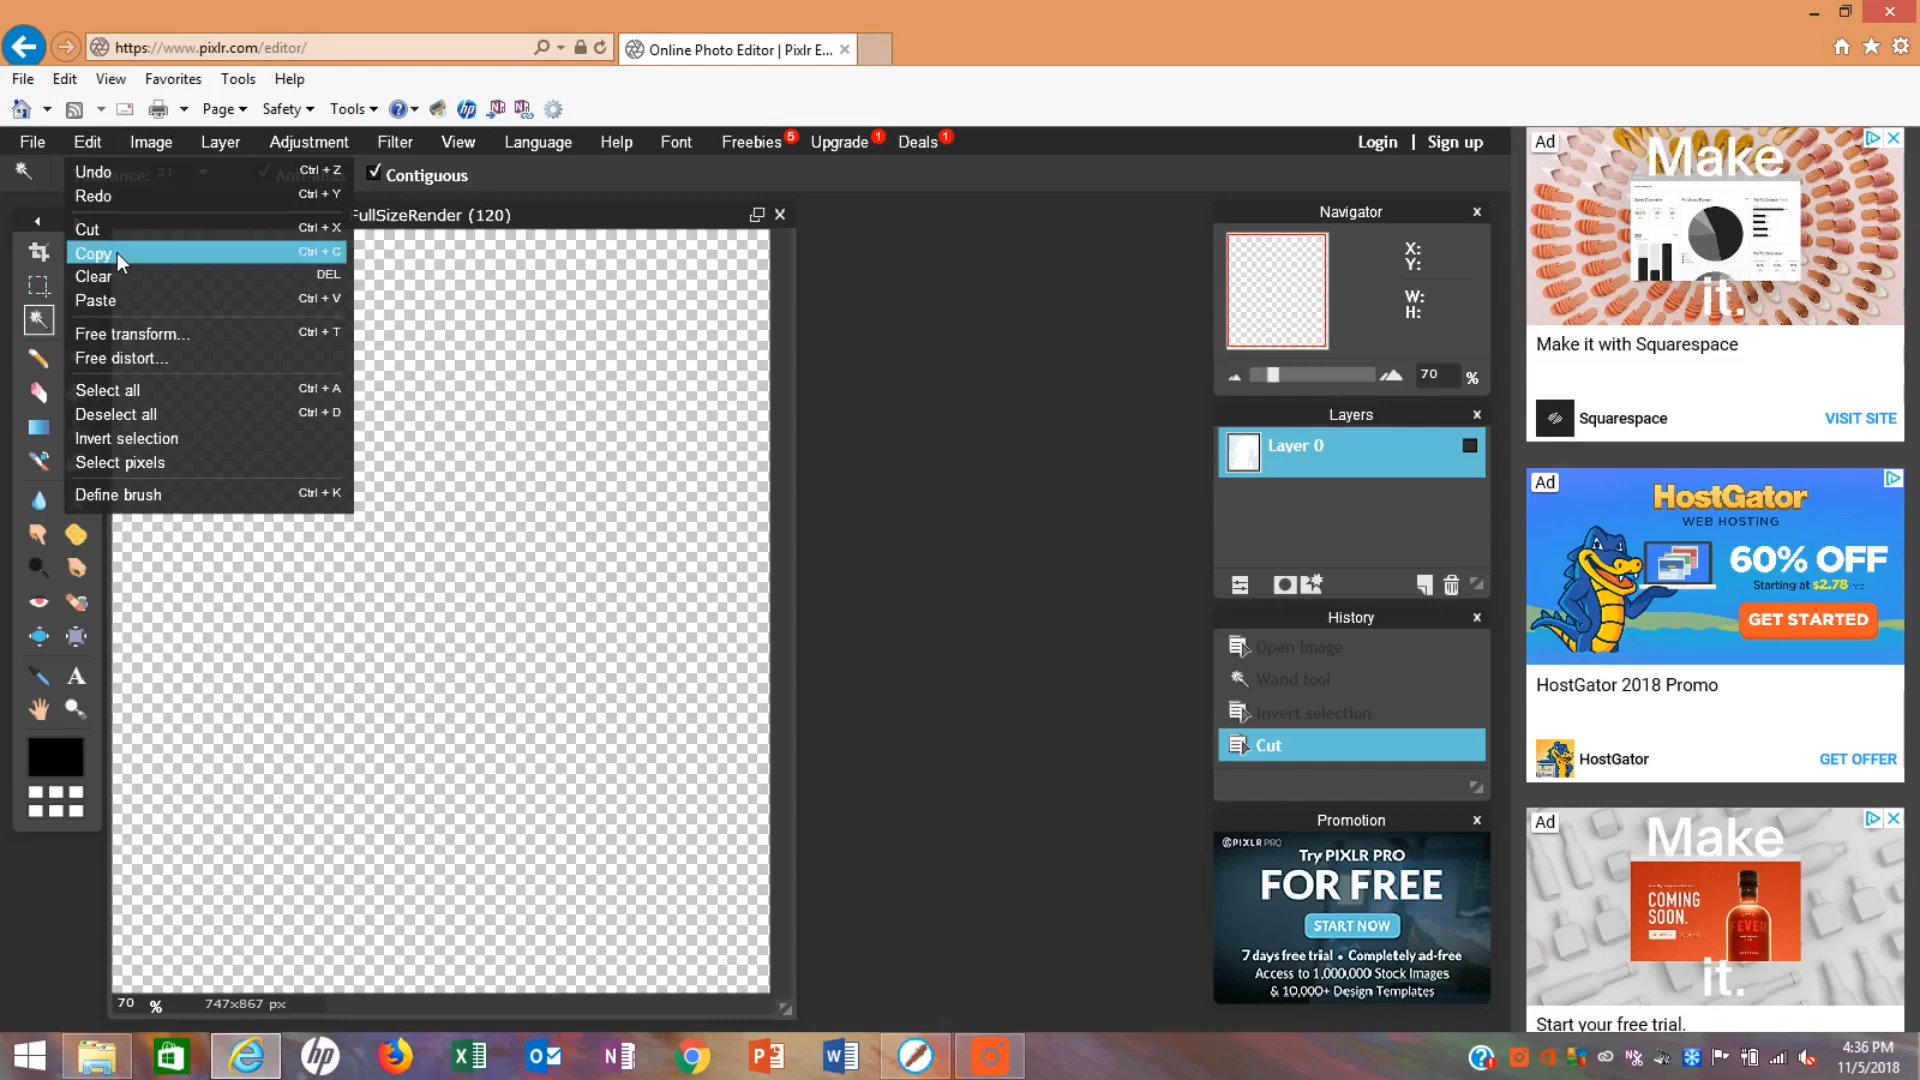 https://www.pixlr.com/editor/
Online Photo Editor | Pixlr E...
File Edit View Favorites Tools Help
Page Safety Tools
File Edit Image Layer Adjustment Filter View Language Help Font Freebies 5 Upgrade 1 Deals 1 Login | Sign up
21
Contiguous
Undo Ctrl + Z
Redo Ctrl + Y
Cut Ctrl + X
Copy Ctrl + C
Clear DEL
Paste Ctrl + V
Free transform... Ctrl + T
Free distort...
Select all Ctrl + A
Deselect all Ctrl + D
Invert selection
Select pixels
Define brush Ctrl + K
FullSizeRender (120)
70 % 747x867 px
Navigator
X:
Y:
W:
H:
70 %
Layers
Layer 0
History
Open image
Wand tool
Invert selection
Cut
Promotion
PIXLR PRO
Try PIXLR PRO
FOR FREE
START NOW
7 days free trial • Completely ad-free
Access to 1,000,000 Stock Images
& 10,000+ Design Templates
Ad
Make
it.
Make it with Squarespace
Squarespace VISIT SITE
Ad
HostGator
WEB HOSTING
60% OFF
Starting at $2.78
GET STARTED
HostGator 2018 Promo
HostGator GET OFFER
Ad
Make
COMING
SOON.
FEVER
it.
Start your free trial.
4:36 PM
11/5/2018